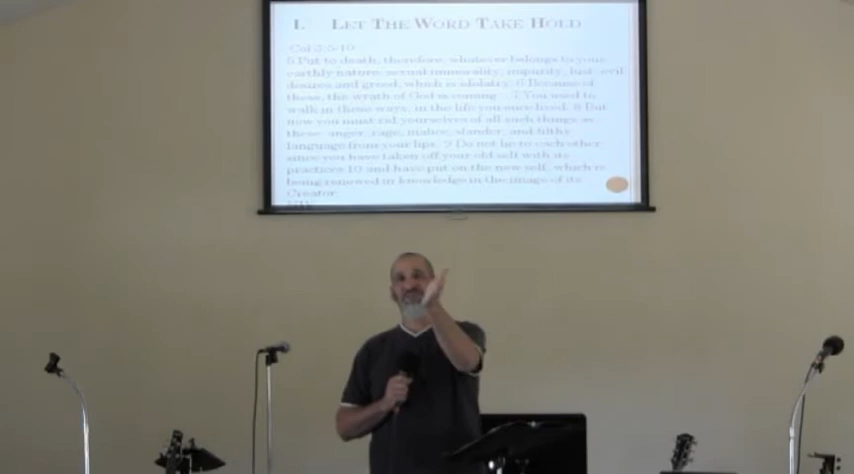 I. LET THE WORD TAKE HOLD
Col 3:5-10
5 Put to death, therefore, whatever belongs to your
earthly nature: sexual immorality, impurity, lust, evil
desires and greed, which is idolatry. 6 Because of
these, the wrath of God is coming. 7 You used to
walk in these ways, in the life you once lived. 8 But
now you must rid yourselves of all such things as
these: anger, rage, malice, slander, and filthy
language from your lips. 9 Do not lie to each other,
since you have taken off your old self with its
practices 10 and have put on the new self, which is
being renewed in knowledge in the image of its
Creator.